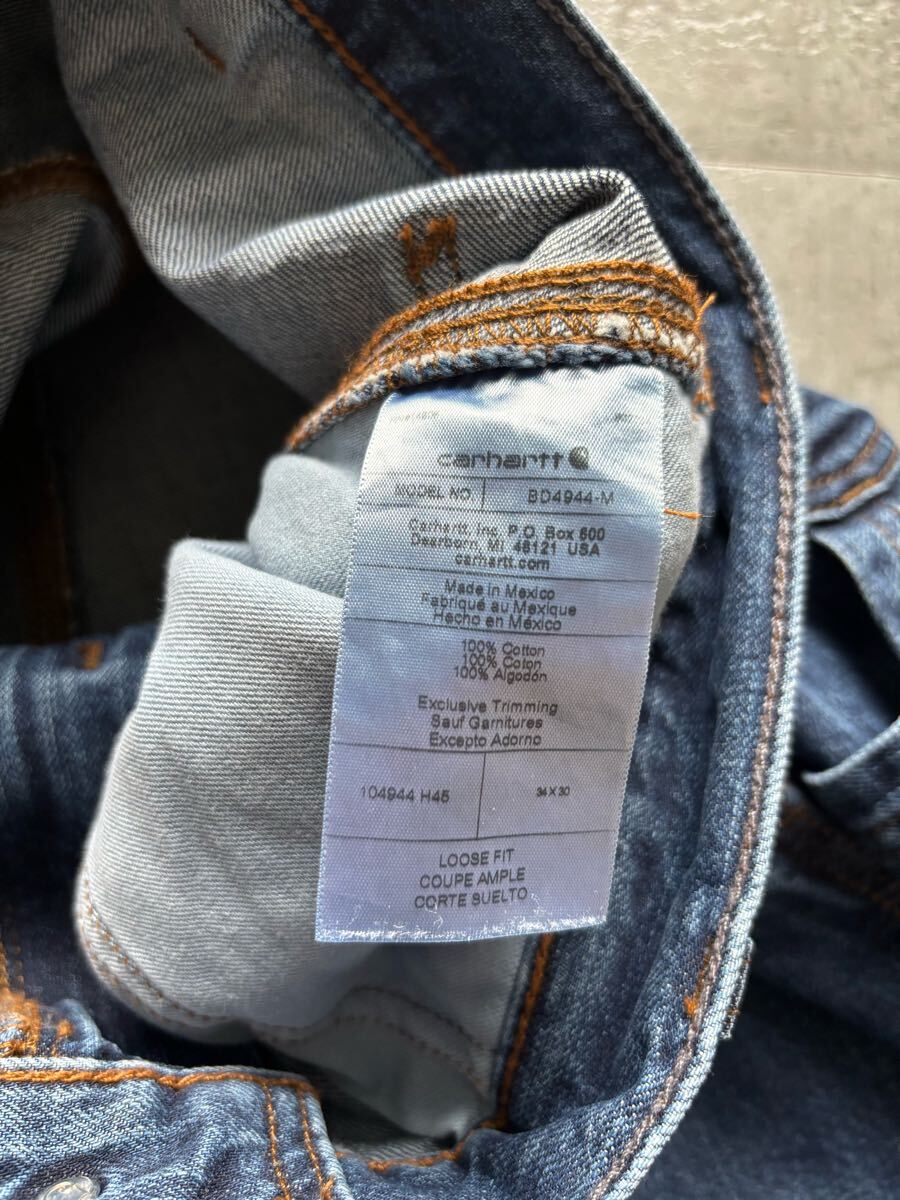 carhartt
MODEL NO BD4944-M
Carhartt, Inc. P.O. Box 600
Dearborn, MI 48121 USA
carhartt.com
Made in Mexico
Fabriqué au Mexique
Hecho en México
100% Cotton
100% Coton
100% Algodón
Exclusive Trimming
Sauf Garnitures
Excepto Adorno
104944 H45 34X30
LOOSE FIT
COUPE AMPLE
CORTE SUELTO